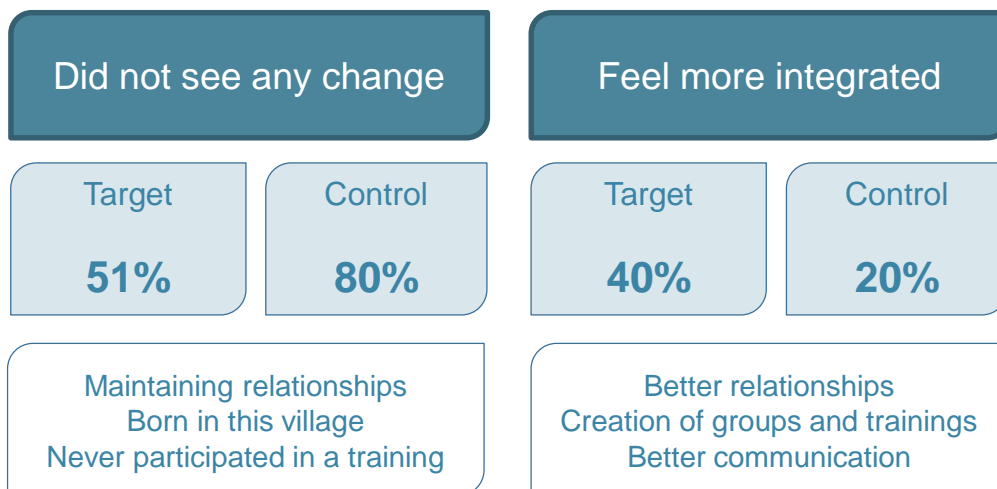 Did not see any change
Feel more integrated
Target
Control
Target
Control
51%
80%
40%
20%
Maintaining relationships
Born in this village
Never participated in a training
Better relationships
Creation of groups and trainings
Better communication